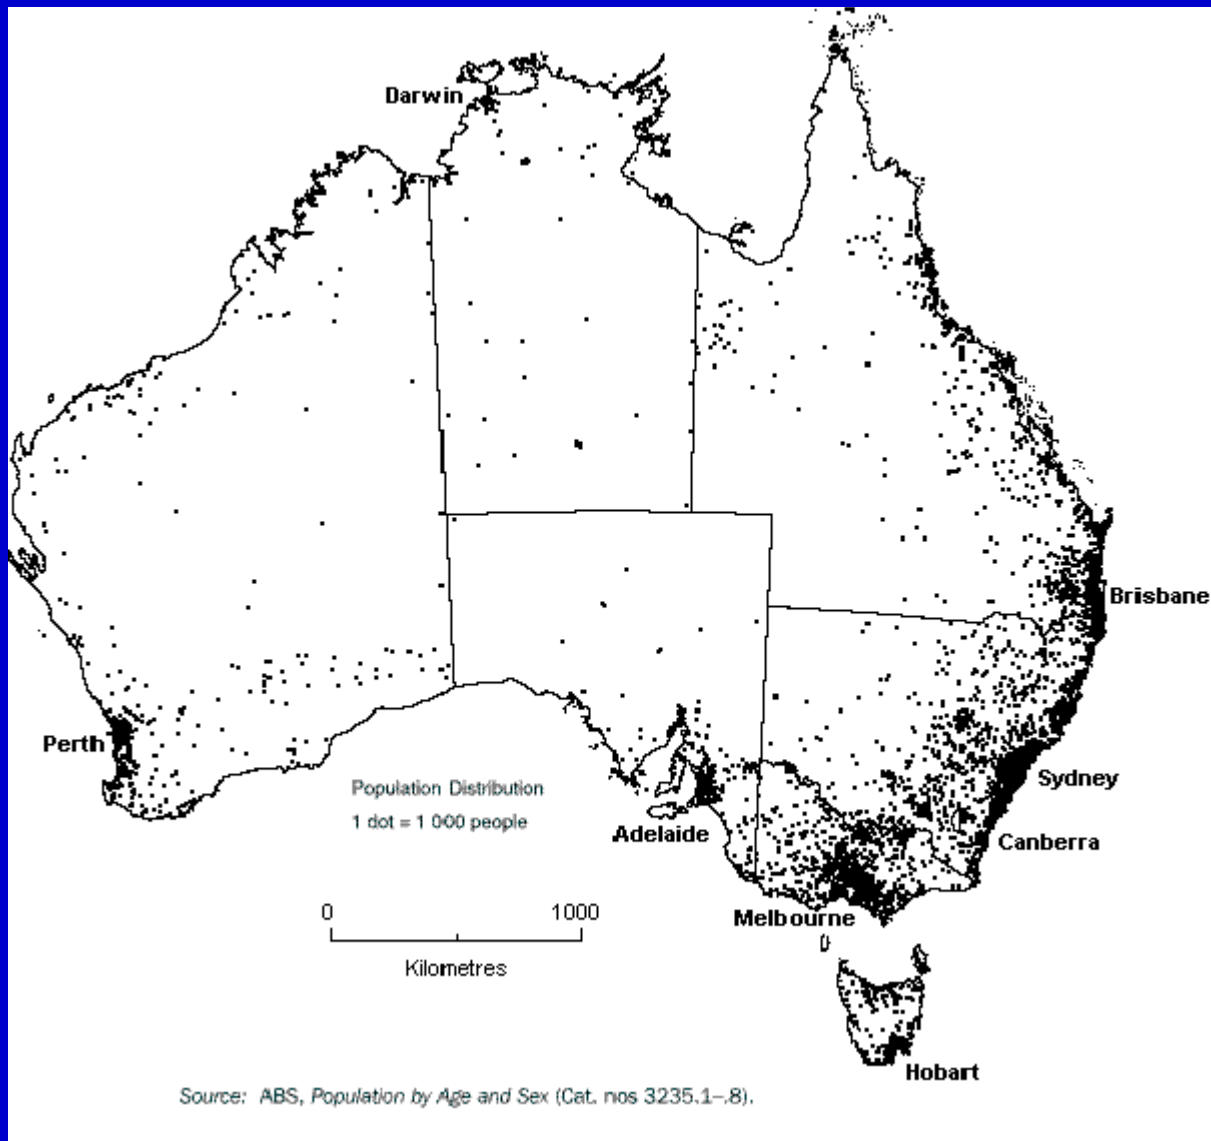 Darwin
Brisbane
Perth
Sydney
Population Distribution
1 dot = 1 000 people
Adelaide
Canberra
Melbourne
0 1000
Kilometres
Hobart
Source: ABS, Population by Age and Sex (Cat. nos 3235.1–.8).